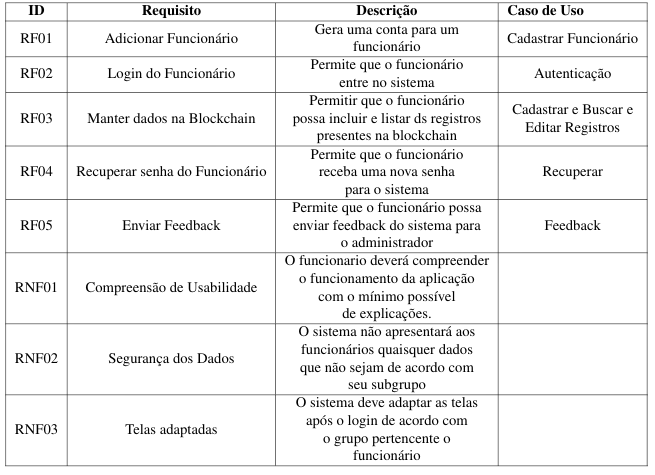 ID Requisito Descrição Caso de Uso
RF01 Adicionar Funcionário Gera uma conta para um
funcionário Cadastrar Funcionário
RF02 Login do Funcionário Permite que o funcionário
entre no sistema Autenticação
RF03 Manter dados na Blockchain Permitir que o funcionário
possa incluir e listar ds registros
presentes na blockchain Cadastrar e Buscar e
Editar Registros
RF04 Recuperar senha do Funcionário Permite que o funcionário
receba uma nova senha
para o sistema Recuperar
RF05 Enviar Feedback Permite que o funcionário possa
enviar feedback do sistema para
o administrador Feedback
RNF01 Compreensão de Usabilidade O funcionario deverá compreender
o funcionamento da aplicação
com o mínimo possível
de explicações.
RNF02 Segurança dos Dados O sistema não apresentará aos
funcionários quaisquer dados
que não sejam de acordo com
seu subgrupo
RNF03 Telas adaptadas O sistema deve adaptar as telas
após o login de acordo com
o grupo pertencente o
funcionário